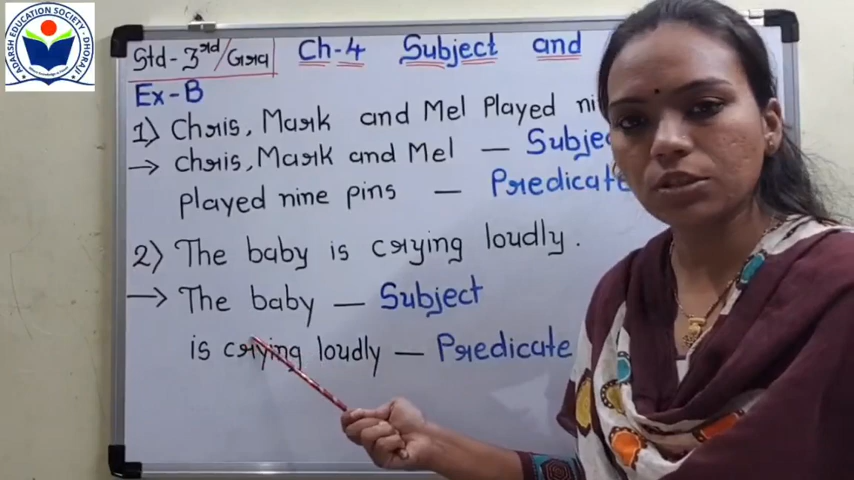 ADARSH EDUCATION SOCIETY - DHORAJI
Std-3rd/Gra Ch-4 Subject and
Ex-B
1) Chris, Mark and Mel Played
→ Chris, Mark and Mel — Subjec
Played nine pins — Predicate
2) The baby is crying loudly.
→ The baby — Subject
is crying loudly — Predicate